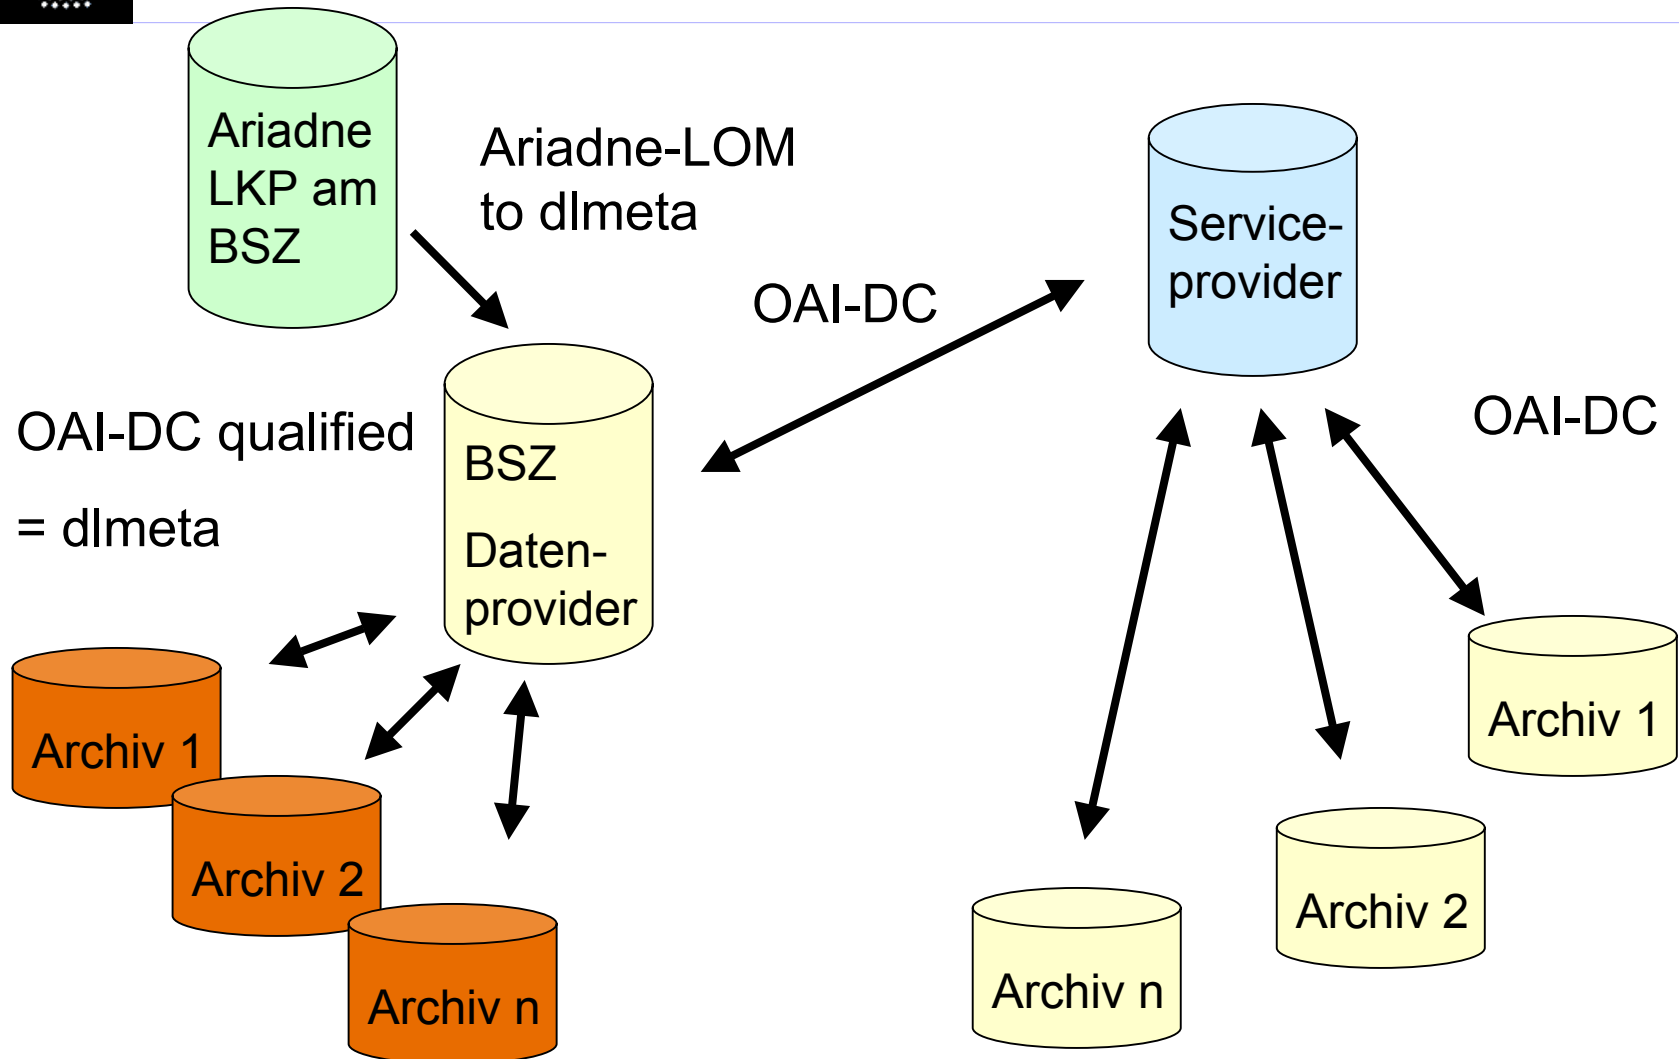 Ariadne
LKP am
BSZ
Ariadne-LOM
to dlmeta
OAI-DC
Service-
provider
OAI-DC
OAI-DC qualified
= dlmeta
BSZ
Daten-
provider
Archiv 1
Archiv 2
Archiv n
Archiv 1
Archiv 2
Archiv n